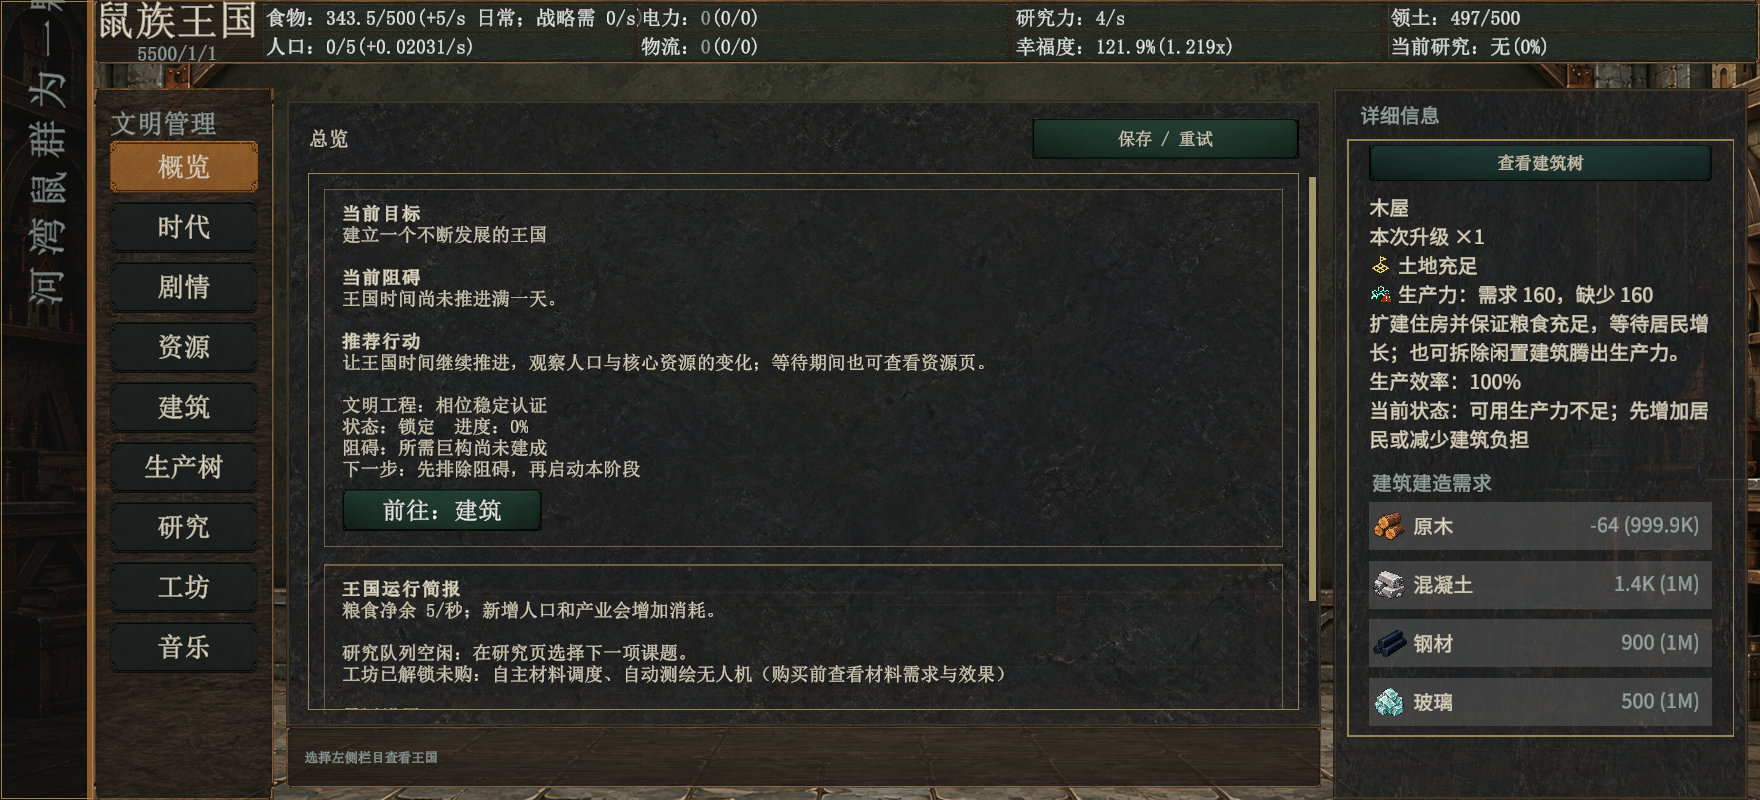 河湾鼠群为一
鼠族王国
5500/1/1
食物: 343.5/500(+5/s 日常; 战略需 0/s)
人口: 0/5(+0.02031/s)
电力: 0(0/0)
物流: 0(0/0)
研究力: 4/s
幸福度: 121.9%(1.219x)
领土: 497/500
当前研究: 无(0%)
文明管理
概览
时代
剧情
资源
建筑
生产树
研究
工坊
音乐
总览
保存 / 重试
当前目标
建立一个不断发展的王国
当前阻碍
王国时间尚未推进满一天。
推荐行动
让王国时间继续推进, 观察人口与核心资源的变化; 等待期间也可查看资源页。
文明工程: 相位稳定认证
状态: 锁定 进度: 0%
阻碍: 所需巨构尚未建成
下一步: 先排除阻碍, 再启动本阶段
前往: 建筑
王国运行简报
粮食净余 5/秒; 新增人口和产业会增加消耗。
研究队列空闲: 在研究页选择下一项课题。
工坊已解锁未购: 自主材料调度、自动测绘无人机 (购买前查看材料需求与效果)
选择左侧栏目查看王国
详细信息
查看建筑树
木屋
本次升级 ×1
土地充足
生产力: 需求 160, 缺少 160
扩建住房并保证粮食充足, 等待居民增
长; 也可拆除闲置建筑腾出生产力。
生产效率: 100%
当前状态: 可用生产力不足; 先增加居
民或减少建筑负担
建筑建造需求
原木 -64 (999.9K)
混凝土 1.4K (1M)
钢材 900 (1M)
玻璃 500 (1M)